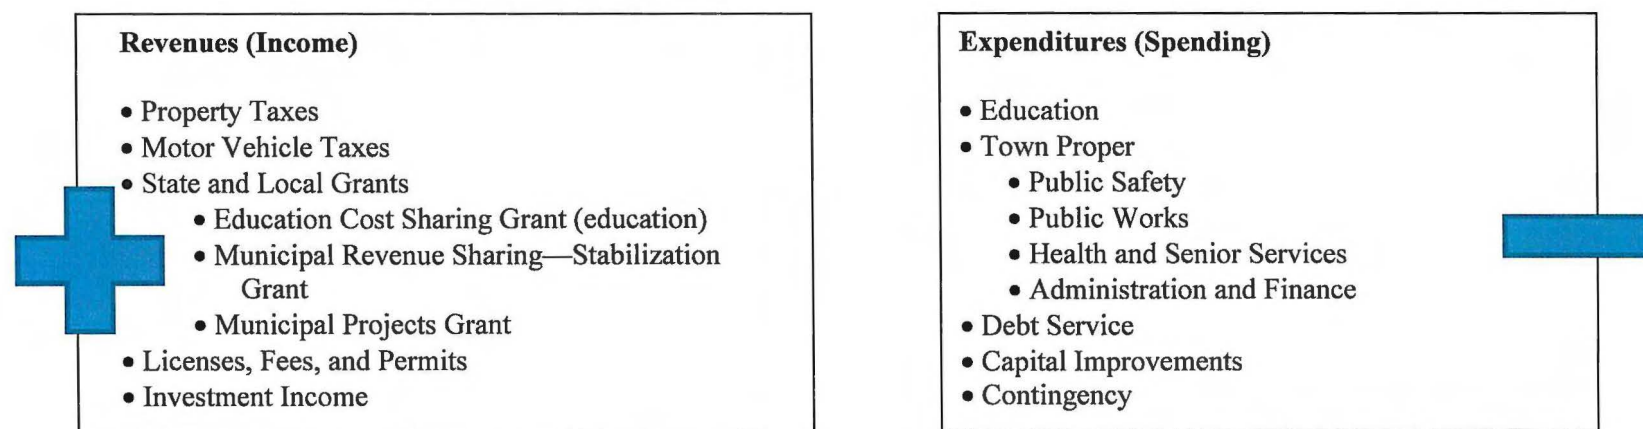 Revenues (Income)
• Property Taxes
• Motor Vehicle Taxes
• State and Local Grants
• Education Cost Sharing Grant (education)
• Municipal Revenue Sharing—Stabilization
Grant
• Municipal Projects Grant
• Licenses, Fees, and Permits
• Investment Income
Expenditures (Spending)
• Education
• Town Proper
• Public Safety
• Public Works
• Health and Senior Services
• Administration and Finance
• Debt Service
• Capital Improvements
• Contingency